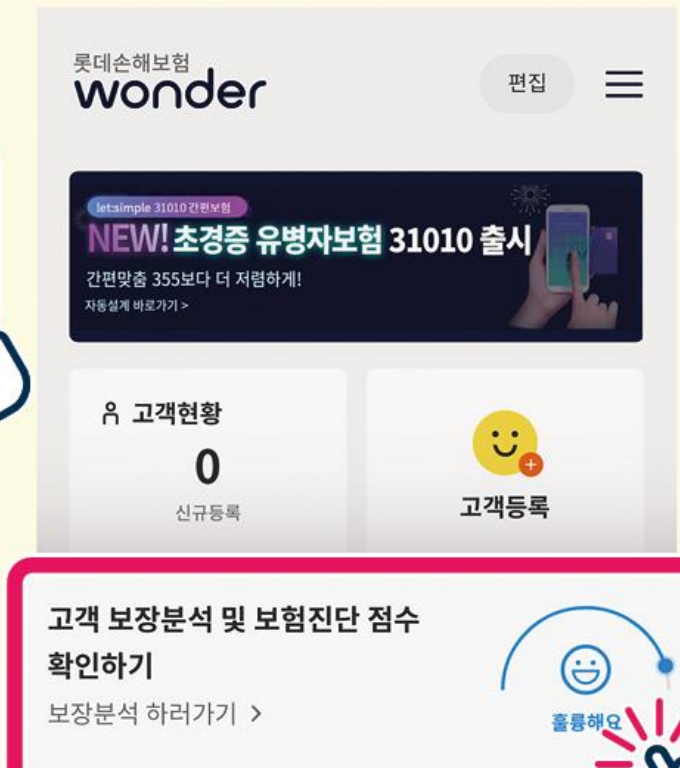 롯데손해보험
wonder
편집
let:simple 31010 간편보험
NEW! 초경증 유병자보험 31010 출시
간편맞춤 355보다 더 저렴하게!
자동설계 바로가기 >
고객현황
0
신규등록
고객등록
고객 보장분석 및 보험진단 점수
확인하기
보장분석 하러가기 >
훌륭해요